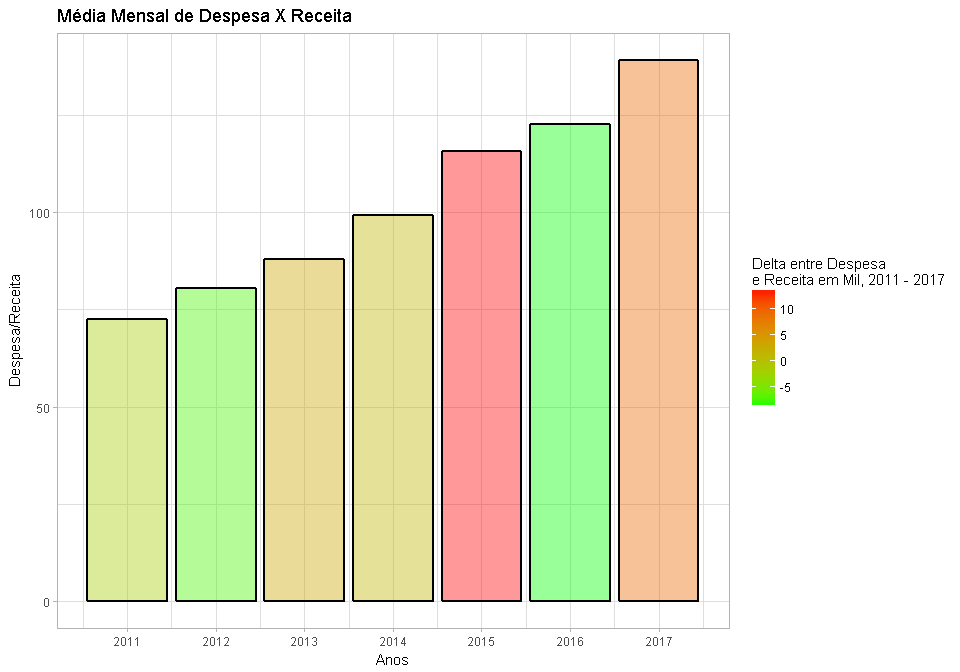 Média Mensal de Despesa X Receita
Despesa/Receita
100
50
0
2011 2012 2013 2014 2015 2016 2017
Anos
Delta entre Despesa
e Receita em Mil, 2011 - 2017
10
5
0
-5